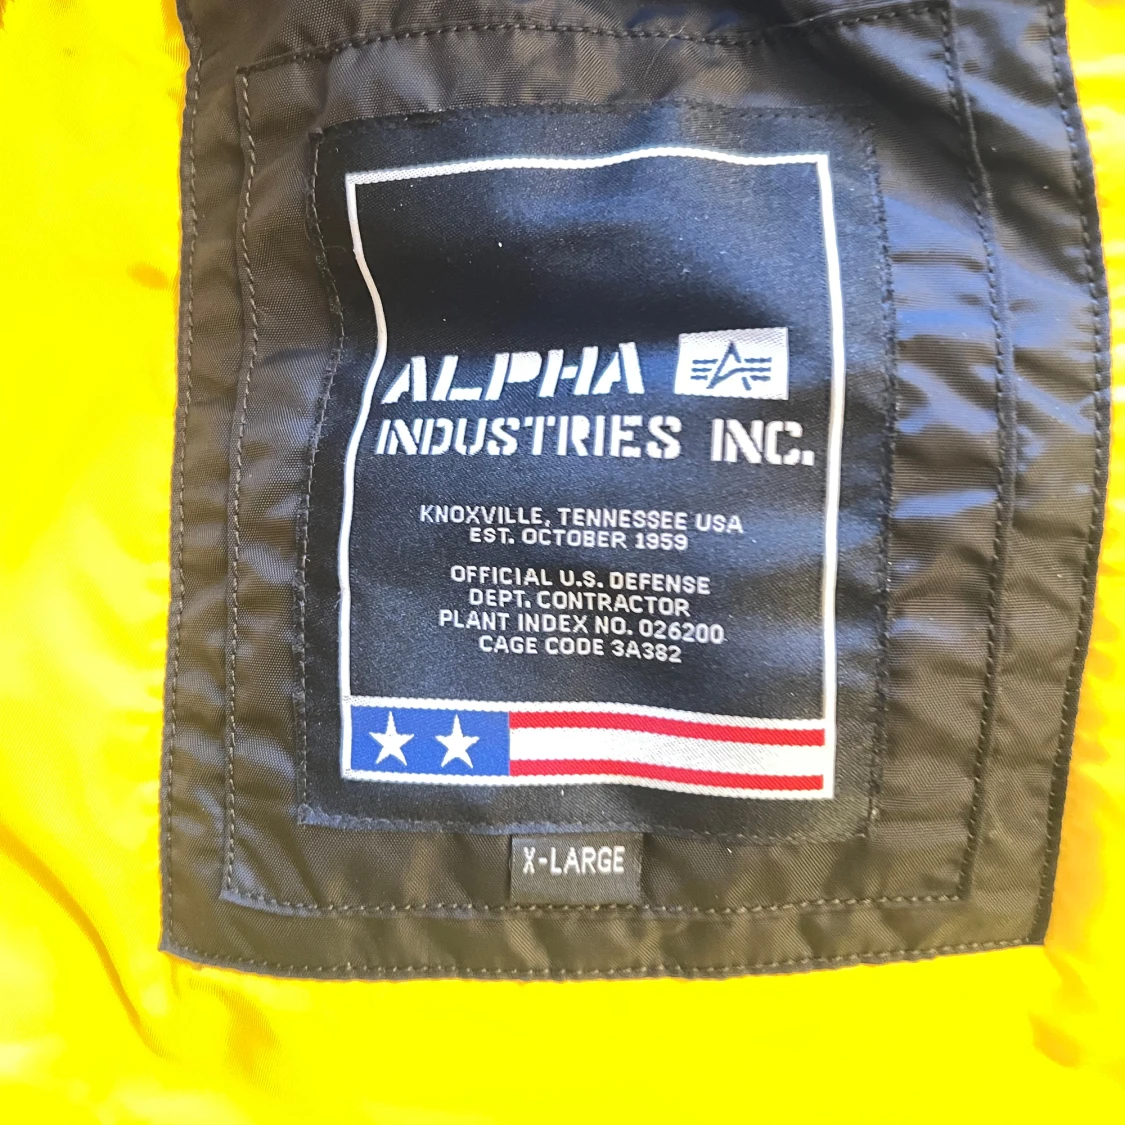 ALPHA
INDUSTRIES INC.
KNOXVILLE, TENNESSEE USA
EST. OCTOBER 1959
OFFICIAL U.S. DEFENSE
DEPT. CONTRACTOR
PLANT INDEX NO. 026200
CAGE CODE 3A382
X-LARGE